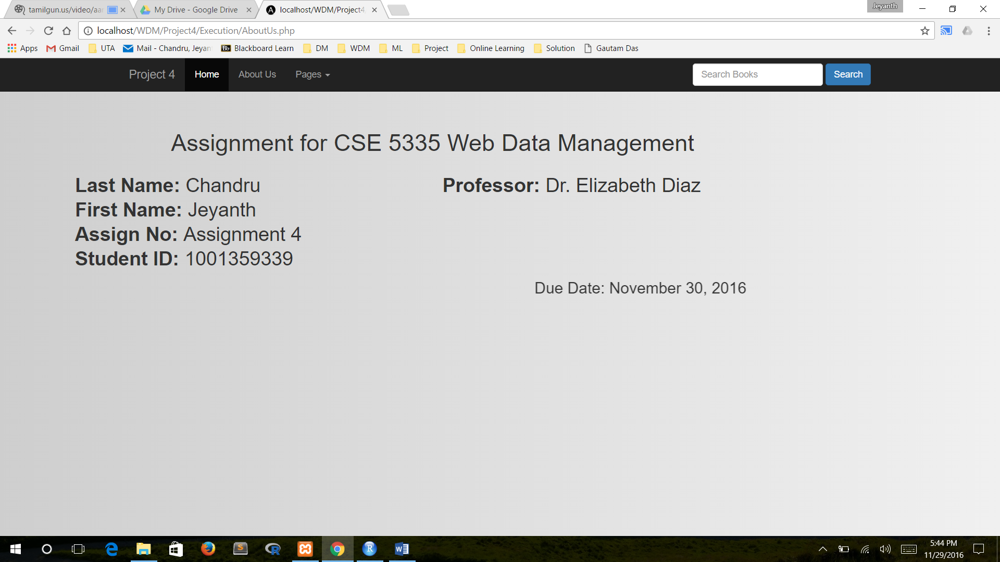 tamilgun.us/video/aa
My Drive - Google Drive
localhost/WDM/Project4
Jeyanth
localhost/WDM/Project4/Execution/AboutUs.php
Apps Gmail UTA Mail - Chandru, Jeyan Bb Blackboard Learn DM WDM ML Project Online Learning Solution Gautam Das
Project 4 Home About Us Pages Search Books Search
Assignment for CSE 5335 Web Data Management
Last Name: Chandru
Professor: Dr. Elizabeth Diaz
First Name: Jeyanth
Assign No: Assignment 4
Student ID: 1001359339
Due Date: November 30, 2016
5:44 PM
11/29/2016